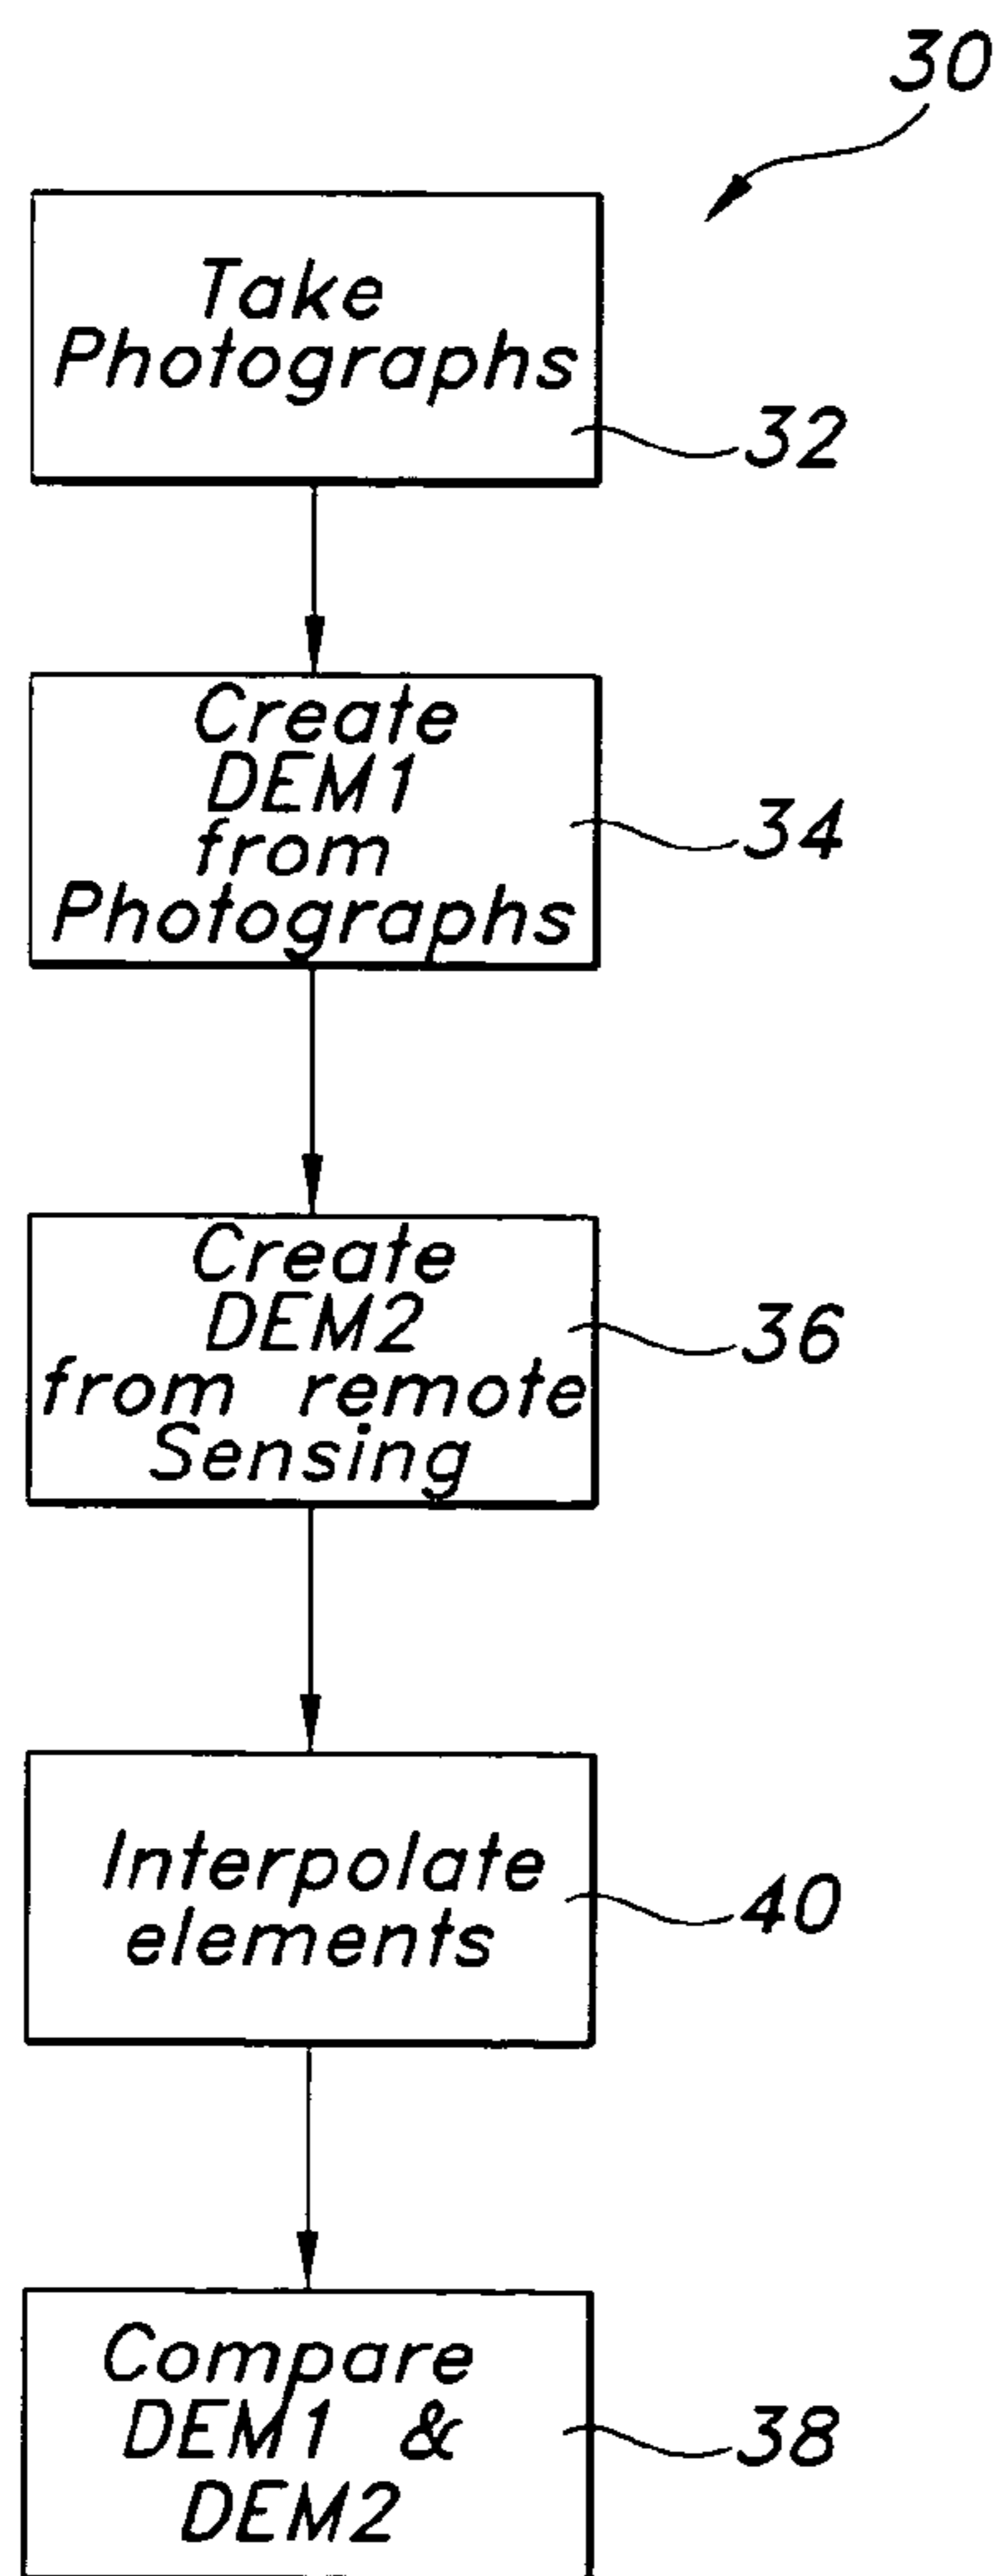 30
Take
Photographs
32
Create
DEM1
from
Photographs
34
Create
DEM2
from remote
Sensing
36
Interpolate
elements
40
Compare
DEM1 &
DEM2
38